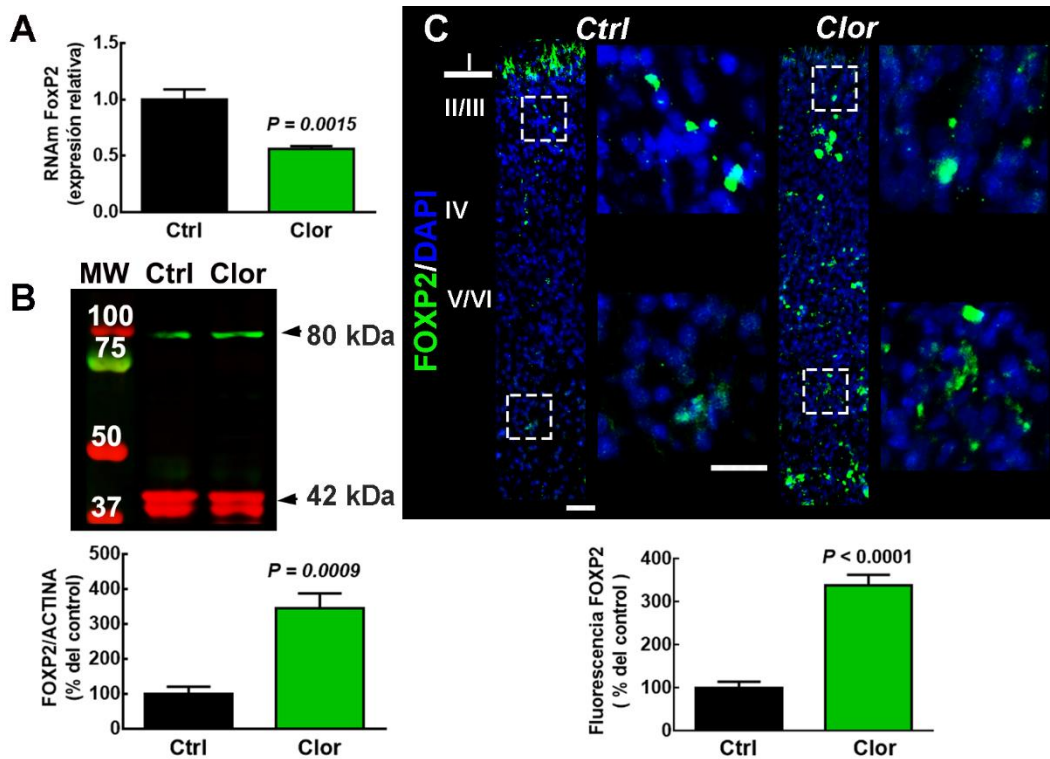 A
RNAm FoxP2
(expresión relativa)
1.5
1.0
0.5
0.0
P = 0.0015
Ctrl
Clor
B
MW
Ctrl
Clor
100
75
50
37
80 kDa
42 kDa
FOXP2/ACTINA
(% del control)
500
400
300
200
100
0
P = 0.0009
Ctrl
Clor
C
Ctrl
Clor
FOXP2/DAPI
I
II/III
IV
V/VI
Fluorescencia FOXP2
( % del control )
400
300
200
100
0
P < 0.0001
Ctrl
Clor